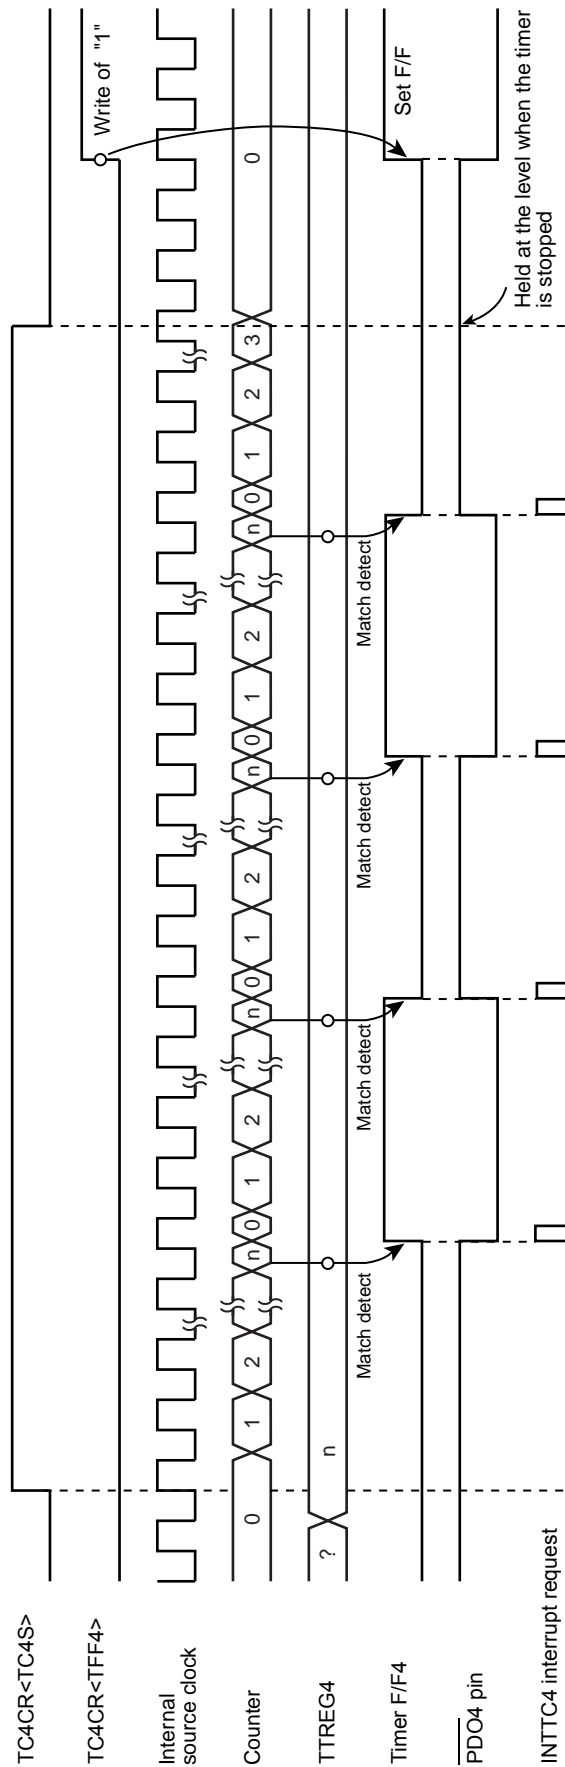 TC4CR<TC4S>
TC4CR<TFF4>
Write of "1"
Internal
source clock
Counter
0
1
2
n
0
1
2
n
0
1
2
n
0
1
2
n
0
1
2
3
0
TTREG4
?
n
Match detect
Match detect
Match detect
Match detect
Timer F/F4
Set F/F
PDO4 pin
Held at the level when the timer
is stopped
INTTC4 interrupt request